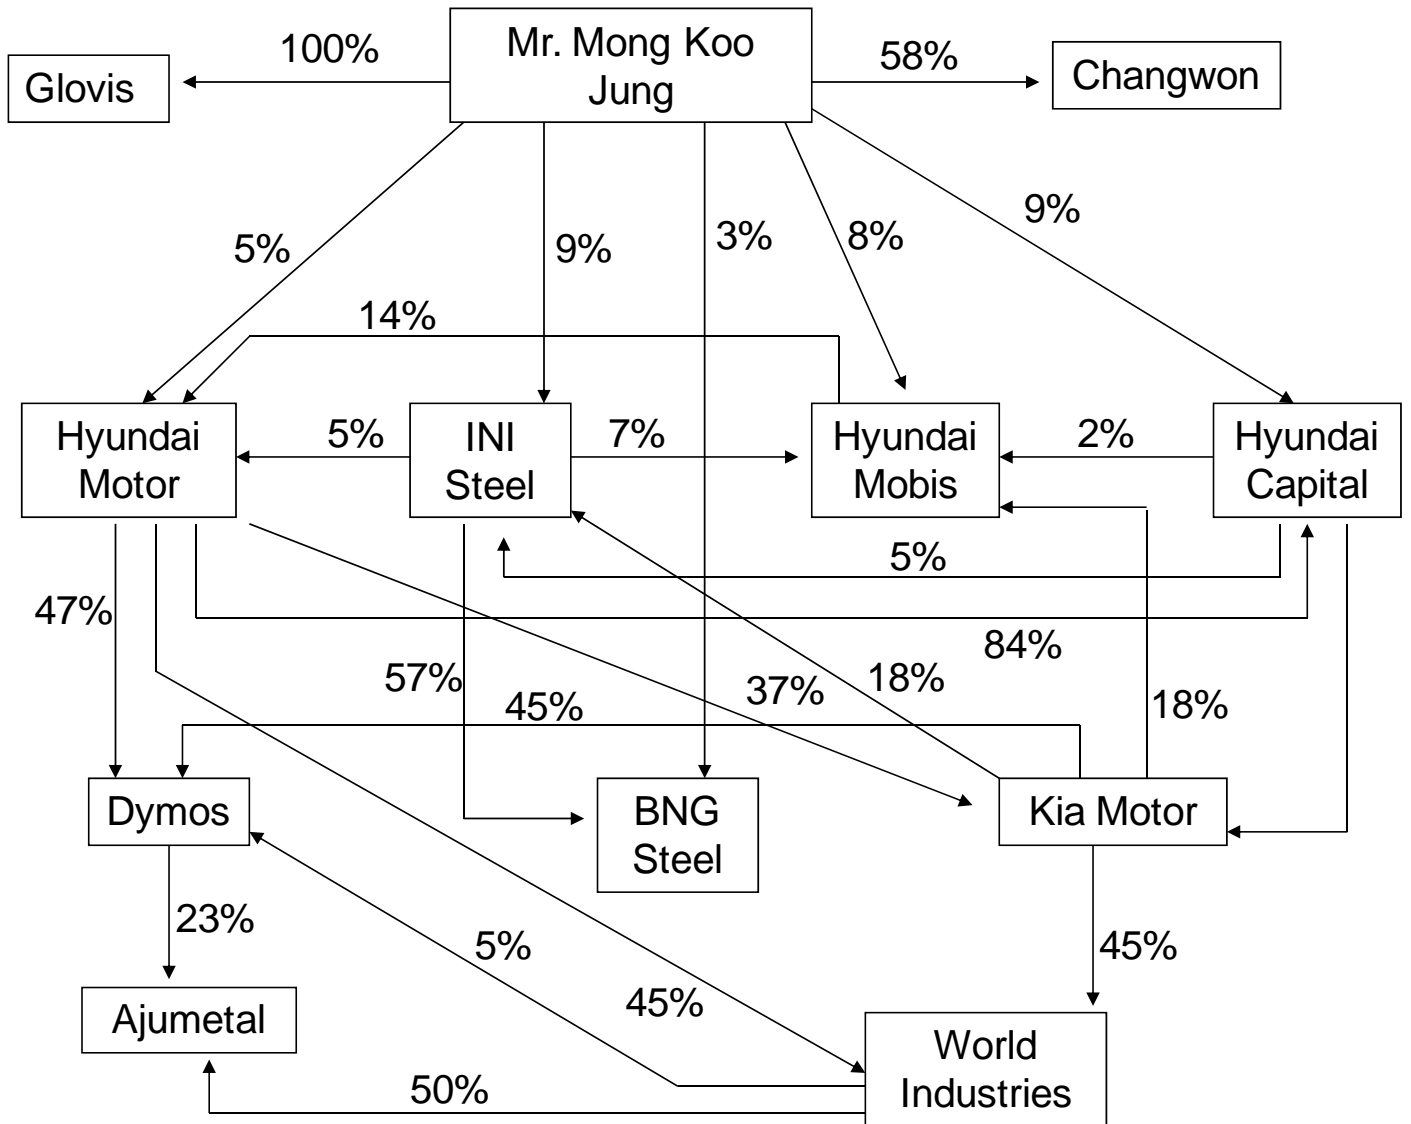 Mr. Mong Koo
Jung
100%
58%
Glovis
Changwon
5%
9%
3%
8%
9%
14%
Hyundai
Motor
5%
INI
Steel
7%
Hyundai
Mobis
2%
Hyundai
Capital
5%
47%
84%
57%
37%
18%
45%
18%
Dymos
BNG
Steel
Kia Motor
23%
5%
45%
45%
Ajumetal
World
Industries
50%